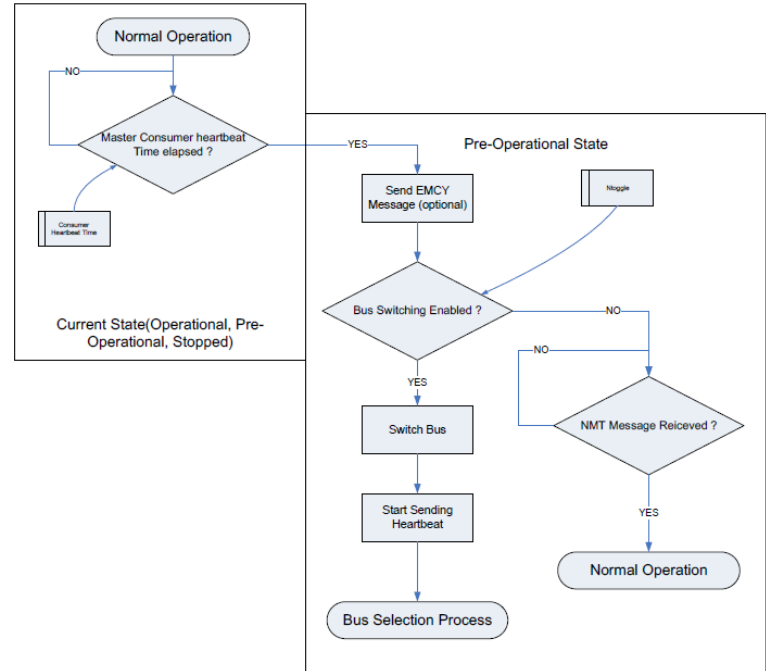 Normal Operation
NO
Master Consumer heartbeat
Time elapsed ?
YES
Consumer
Heartbeat Time
Current State(Operational, Pre-
Operational, Stopped)
Pre-Operational State
Send EMCY
Message (optional)
Ntoggle
Bus Switching Enabled ?
NO
YES
NO
Switch Bus
NMT Message Reiceved ?
Start Sending
Heartbeat
YES
Normal Operation
Bus Selection Process